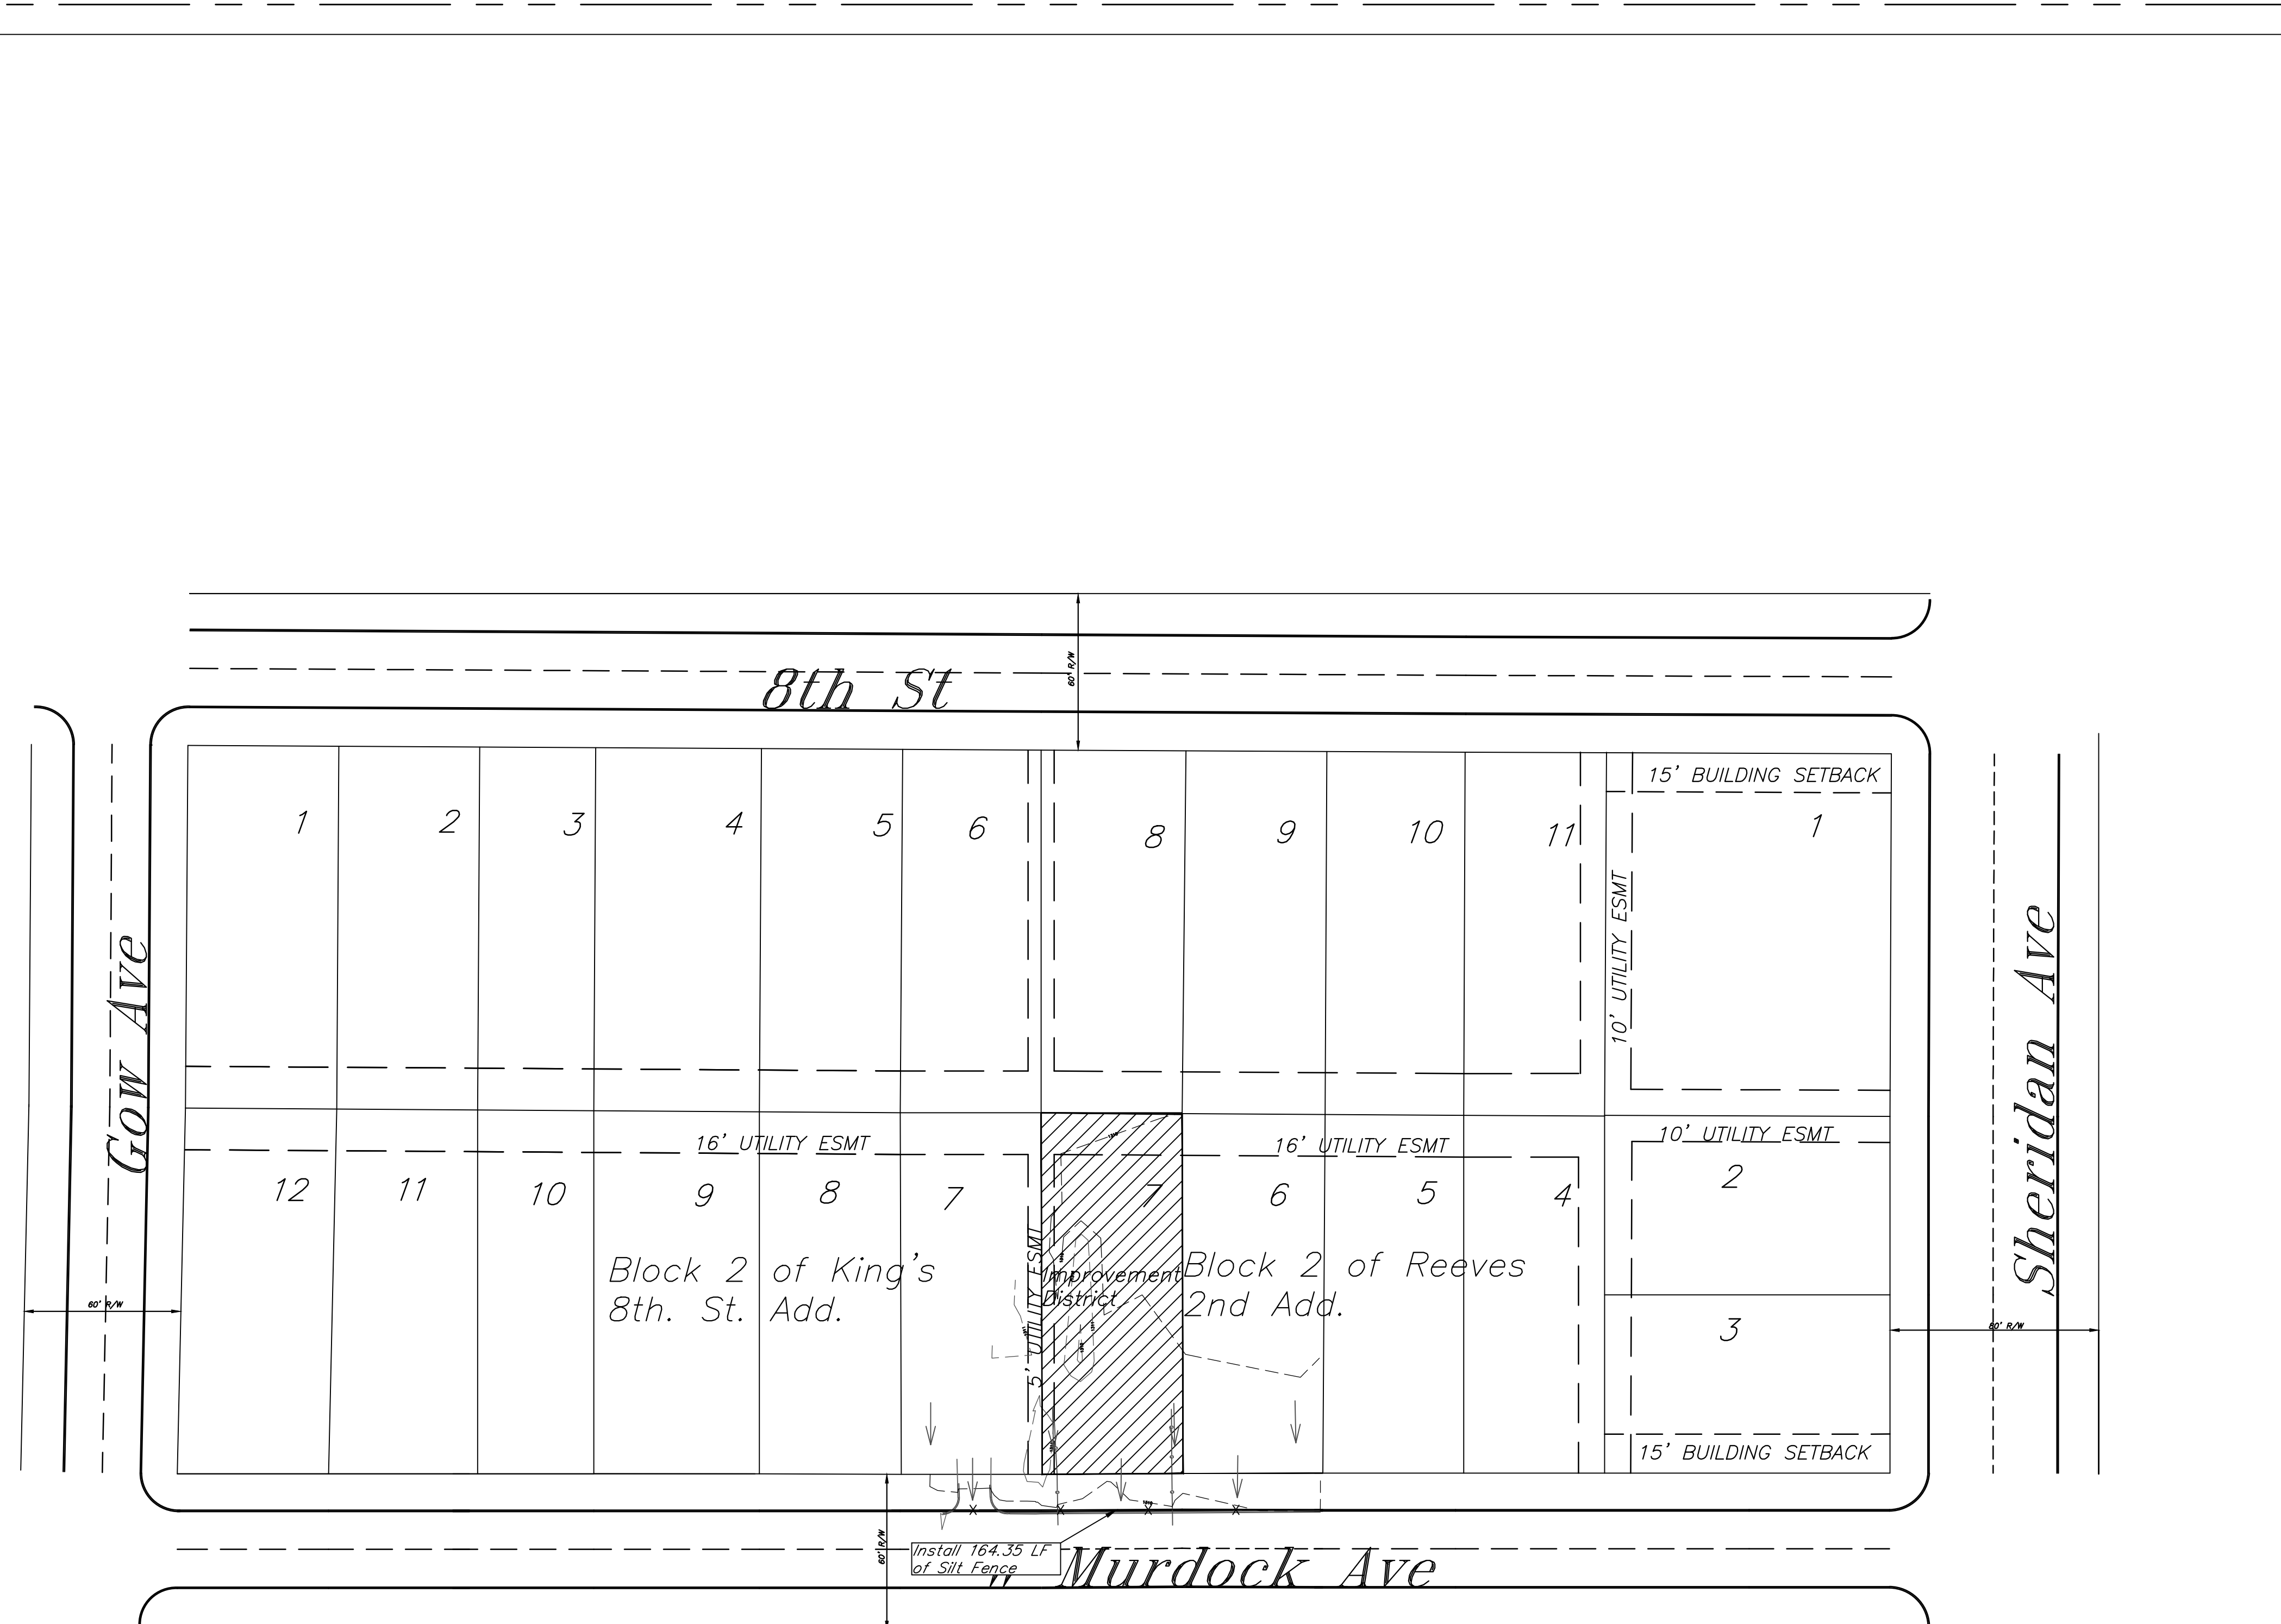 60' R/W
8th St
15' BUILDING SETBACK
1
2
3
4
5
6
8
9
10
11
1
10' UTILITY ESMT
Gow Ave
Sheridan Ave
16' UTILITY ESMT
16' UTILITY ESMT
10' UTILITY ESMT
12
11
10
9
8
7
7
6
5
4
2
5' UTILITY ESMT
Block 2 of King's
8th. St. Add.
Improvement
District
Block 2 of Reeves
2nd Add.
60' R/W
3
80' R/W
15' BUILDING SETBACK
X
X
X
X
60' R/W
Install 164.35 LF
of Silt Fence
Murdock Ave